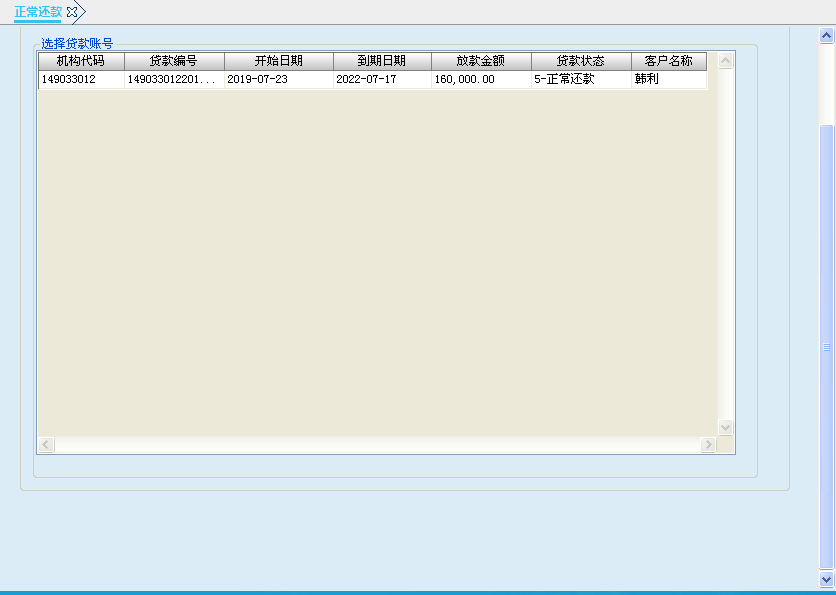 正常还款
选择贷款账号
机构代码 贷款编号 开始日期 到期日期 放款金额 贷款状态 客户名称
149033012 149033012201... 2019-07-23 2022-07-17 160,000.00 5-正常还款 韩利